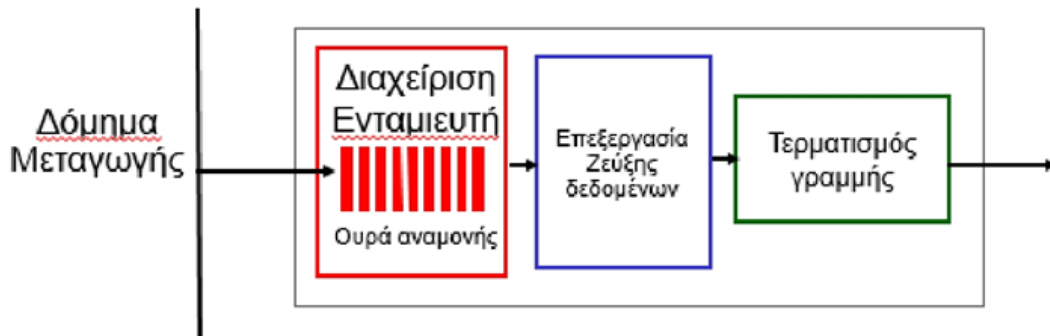 Δόμημα
Μεταγωγής
Διαχείριση
Ενταμιευτή
Ουρά αναμονής
Επεξεργασία
Ζεύξης
δεδομένων
Τερματισμός
γραμμής